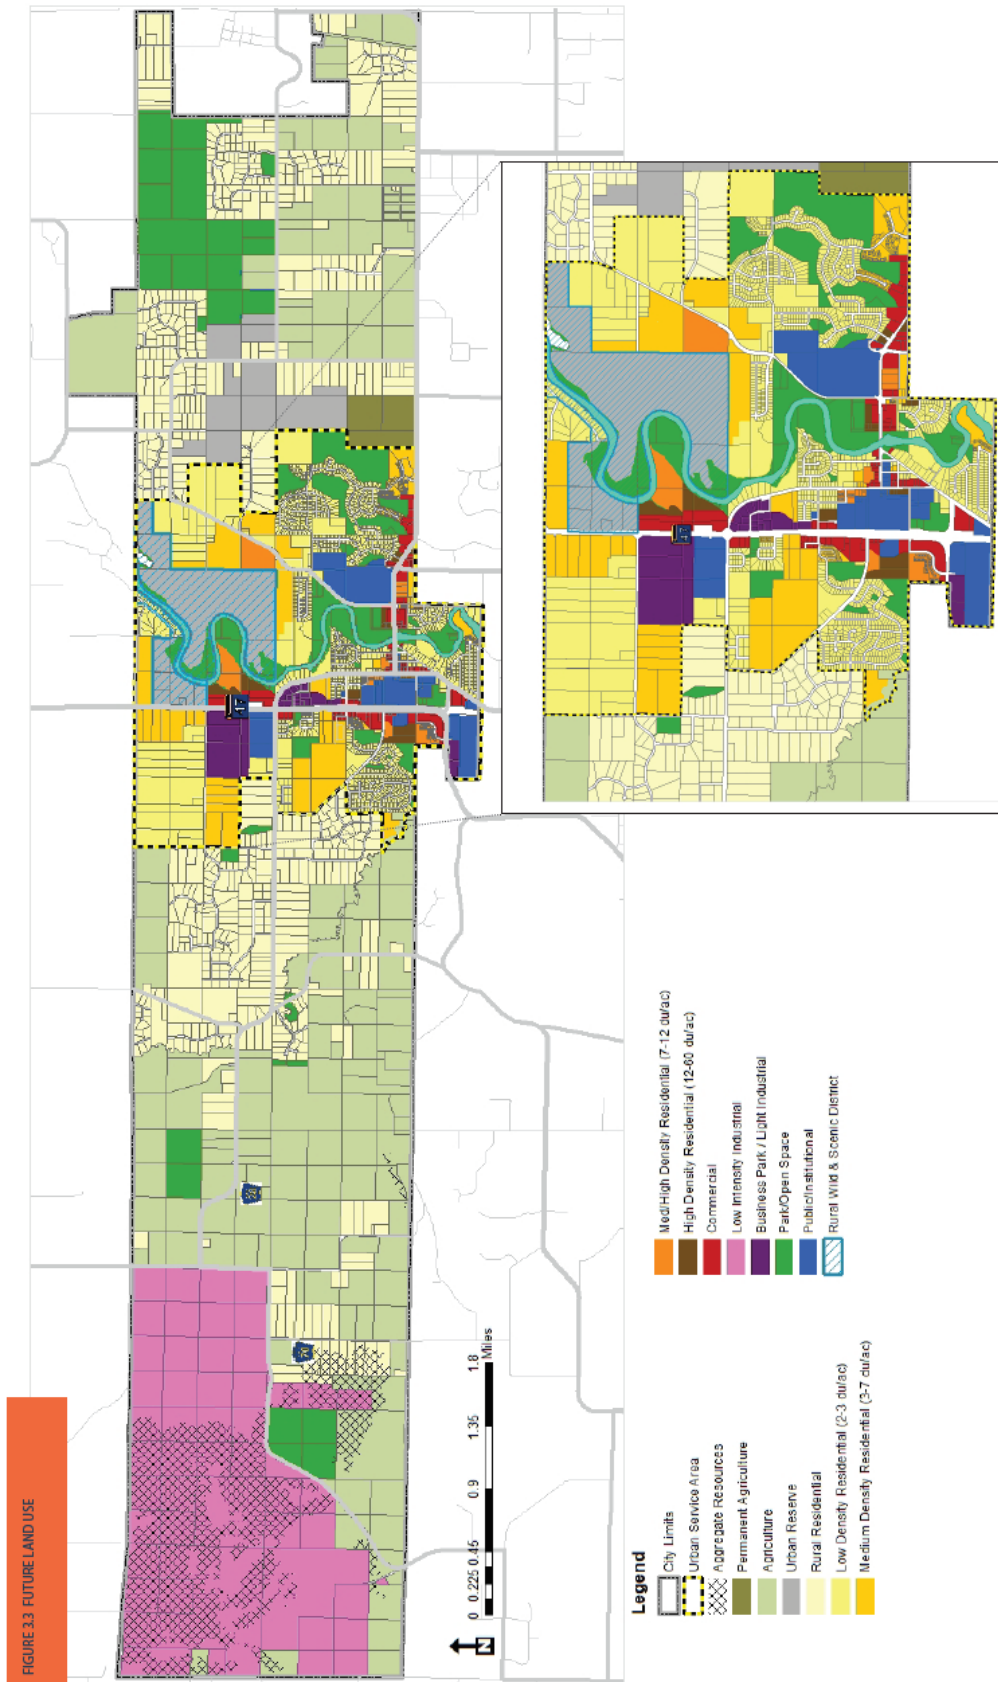 FIGURE 3.3 FUTURE LAND USE
47
28
70
N
0 0.225 0.45 0.9 1.35 1.8
Miles
Legend
City Limits
Urban Service Area
Aggregate Resources
Permanent Agriculture
Agriculture
Urban Reserve
Rural Residential
Low Density Residential (2-3 du/ac)
Medium Density Residential (3-7 du/ac)
Med/High Density Residential (7-12 du/ac)
High Density Residential (12-60 du/ac)
Commercial
Low Intensity Industrial
Business Park / Light Industrial
Park/Open Space
Public/Institutional
Rural Wild & Scenic District
47